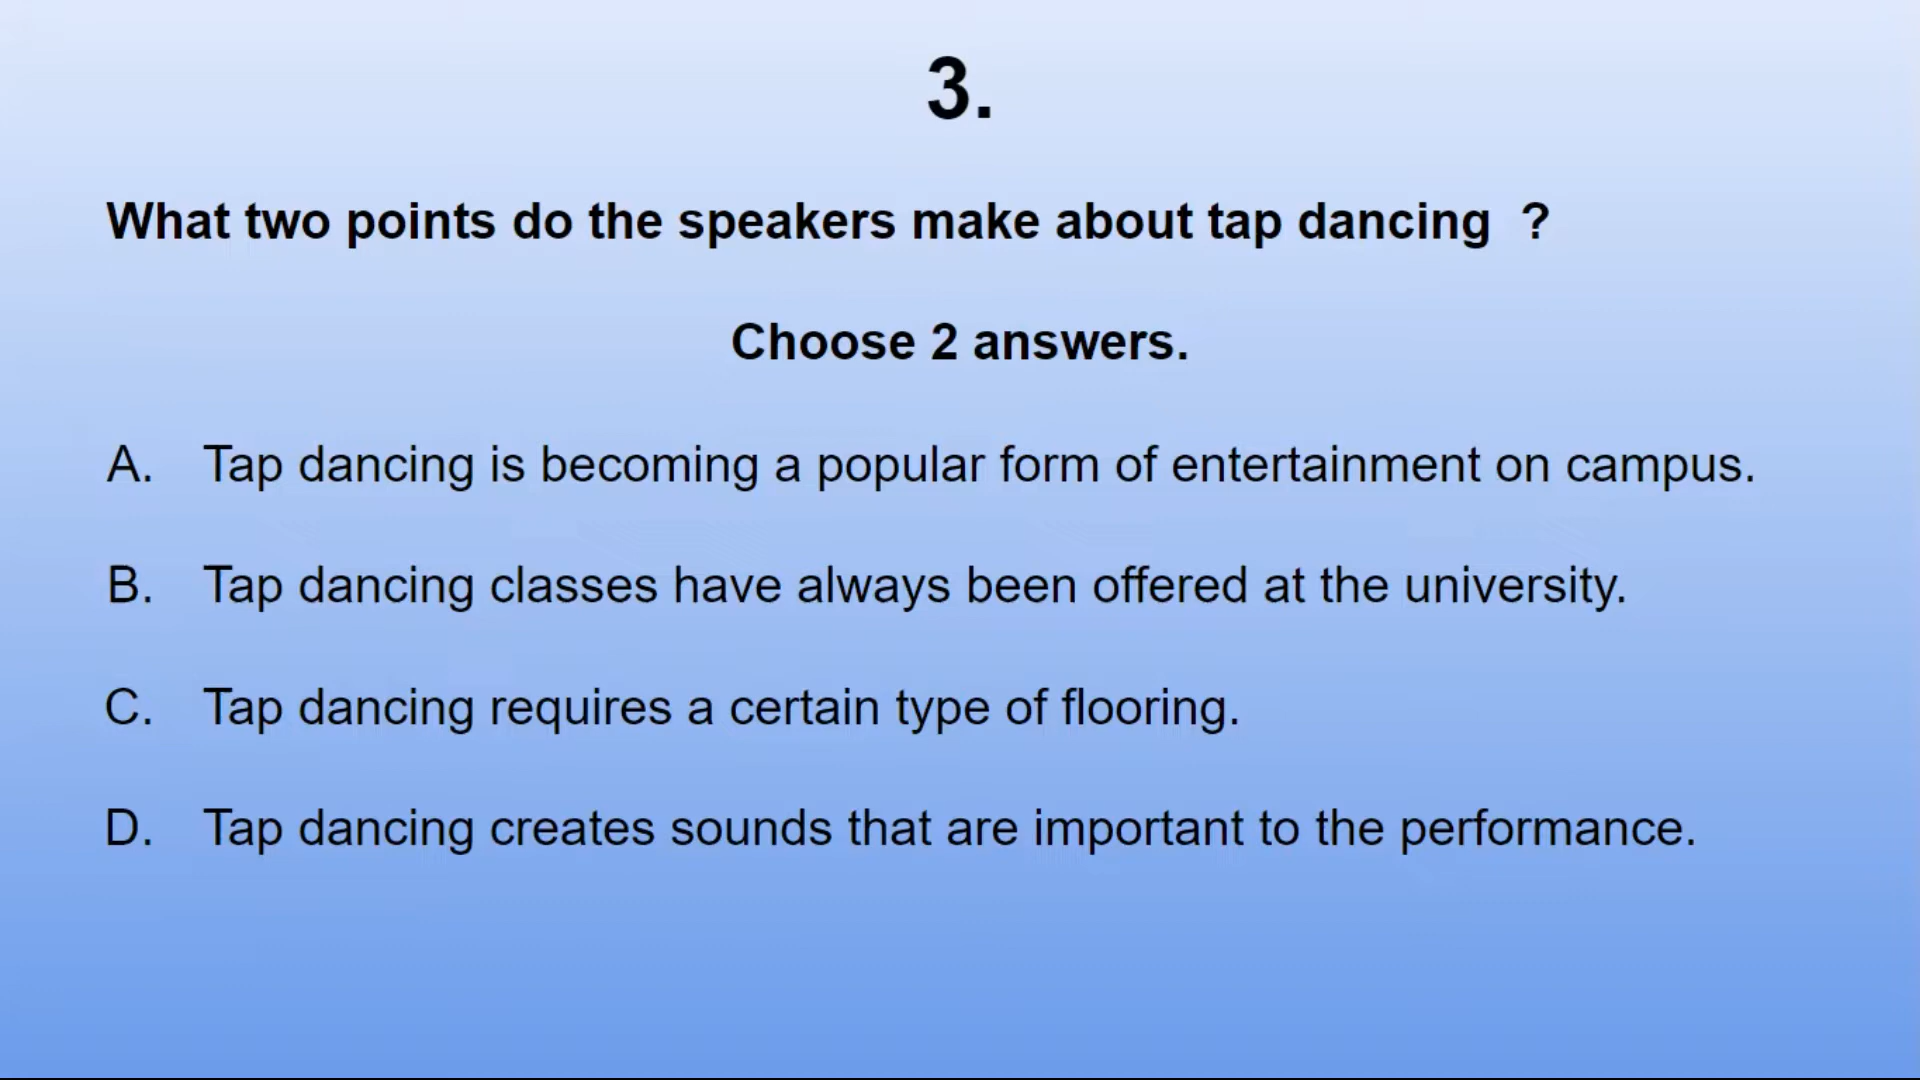 3.
What two points do the speakers make about tap dancing  ?
Choose 2 answers.
A. Tap dancing is becoming a popular form of entertainment on campus.
B. Tap dancing classes have always been offered at the university.
C. Tap dancing requires a certain type of flooring.
D. Tap dancing creates sounds that are important to the performance.